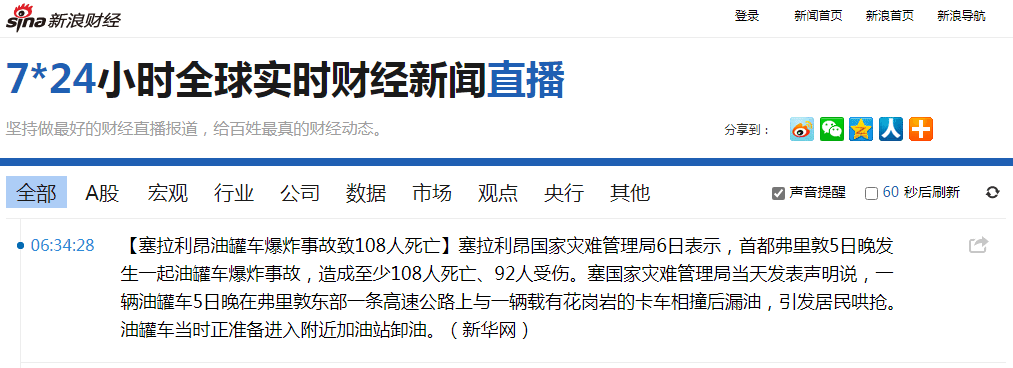 sina 新浪财经
登录 新闻首页 新浪首页 新浪导航
7*24小时全球实时财经新闻直播
坚持做最好的财经直播报道，给百姓最真的财经动态。
分享到：
全部 A股 宏观 行业 公司 数据 市场 观点 央行 其他 声音提醒 60 秒后刷新
06:34:28 【塞拉利昂油罐车爆炸事故致108人死亡】塞拉利昂国家灾难管理局6日表示，首都弗里敦5日晚发
生一起油罐车爆炸事故，造成至少108人死亡、92人受伤。塞国家灾难管理局当天发表声明说，一
辆油罐车5日晚在弗里敦东部一条高速公路上与一辆载有花岗岩的卡车相撞后漏油，引发居民哄抢。
油罐车当时正准备进入附近加油站卸油。（新华网）